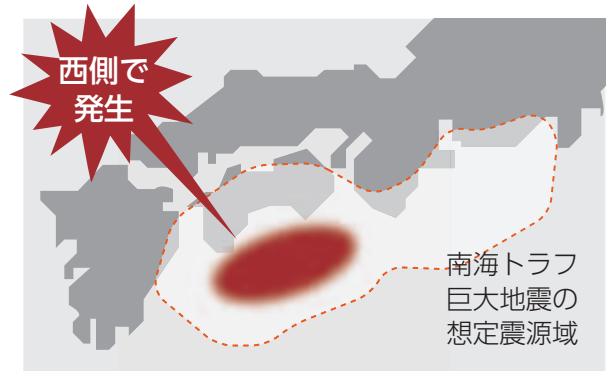 西側で
発生
南海トラフ
巨大地震の
想定震源域